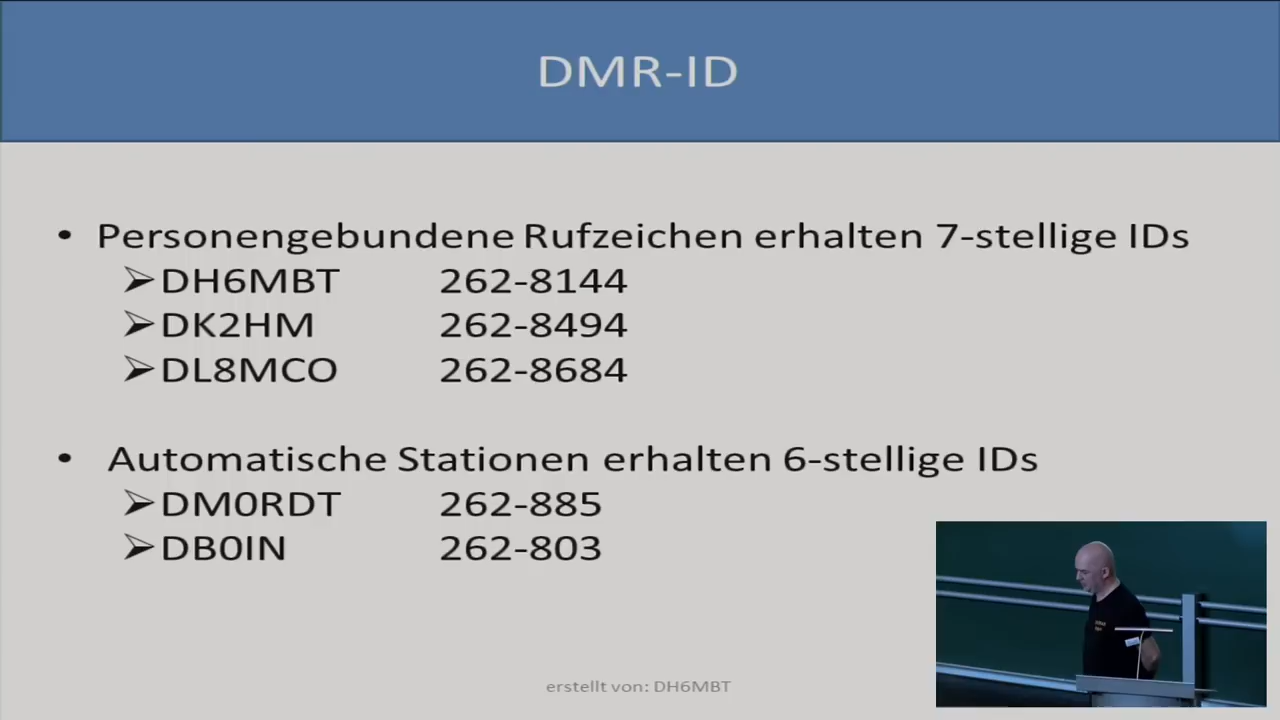 DMR-ID
• Personengebundene Rufzeichen erhalten 7-stellige IDs
➢DH6MBT 262-8144
➢DK2HM 262-8494
➢DL8MCO 262-8684
• Automatische Stationen erhalten 6-stellige IDs
➢DM0RDT 262-885
➢DB0IN 262-803
erstellt von: DH6MBT